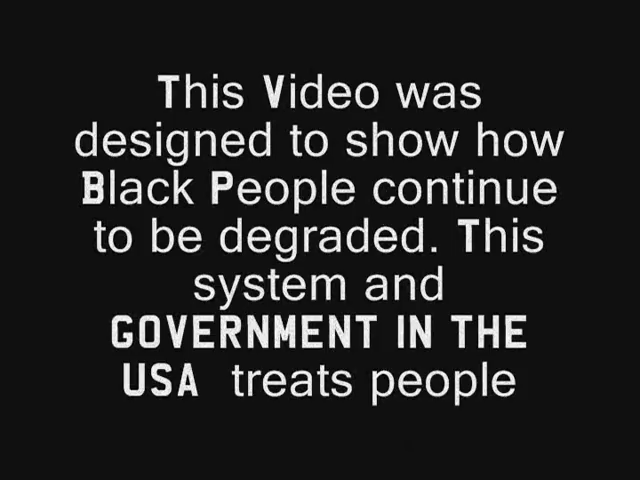 This Video was
designed to show how
Black People continue
to be degraded. This
system and
GOVERNMENT IN THE
USA treats people